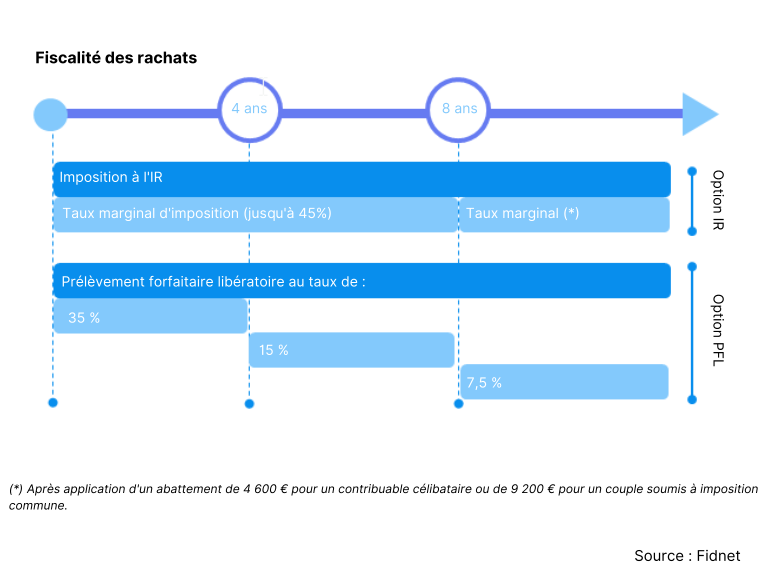 Fiscalité des rachats
4 ans
8 ans
Imposition à l'IR
Taux marginal d'imposition (jusqu'à 45%)
Taux marginal (*)
Option IR
Prélèvement forfaitaire libératoire au taux de :
35 %
15 %
7,5 %
Option PFL
(*) Après application d'un abattement de 4 600 € pour un contribuable célibataire ou de 9 200 € pour un couple soumis à imposition
commune.
Source : Fidnet